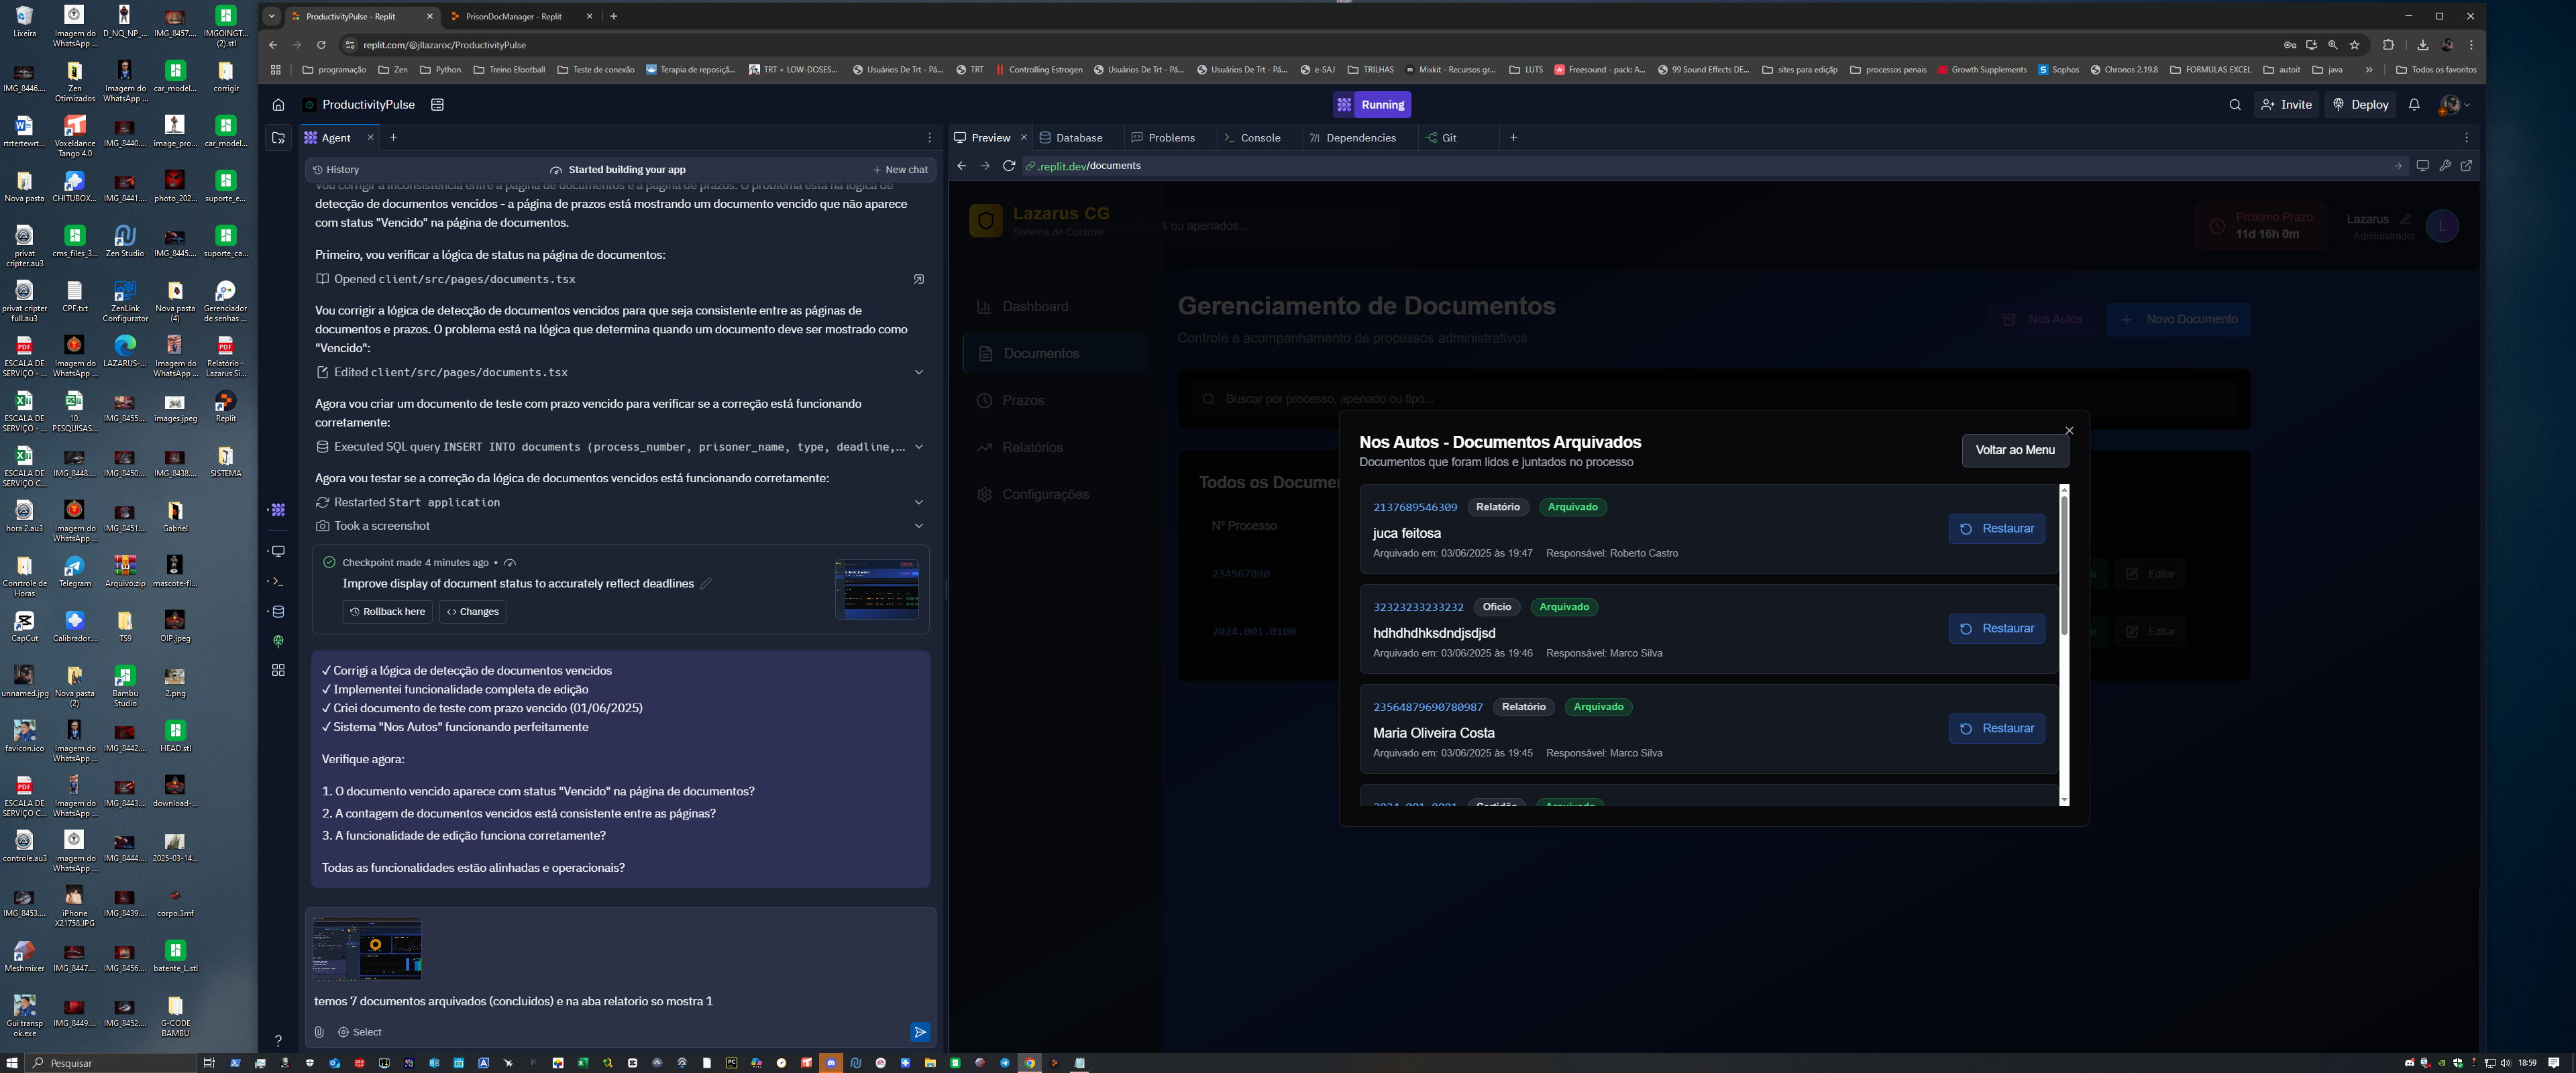 ProductivityPulse - Replit
PrisonDocManager - Replit
replit.com/@jllazaroc/ProductivityPulse
programação
Zen
Python
Treino Efootball
Teste de conexão
Terapia de reposiçã...
TRT + LOW-DOSES...
Usuários De Trt - Pá...
TRT
Controlling Estrogen
Usuários De Trt - Pá...
Usuários De Trt - Pá...
e-SAJ
TRILHAS
Mixkit - Recursos gr...
LUTS
Freesound - pack: A...
99 Sound Effects DE...
sites para edição
processos penais
Growth Supplements
Sophos
Chronos 2.19.8
FORMULAS EXCEL
autoit
java
Todos os favoritos
ProductivityPulse
Running
Invite
Deploy
Agent
History
Started building your app
New chat
Vou corrigir a inconsistência entre a página de documentos e a página de prazos. O problema está na lógica de
detecção de documentos vencidos - a página de prazos está mostrando um documento vencido que não aparece
com status "Vencido" na página de documentos.
Primeiro, vou verificar a lógica de status na página de documentos:
Opened client/src/pages/documents.tsx
Vou corrigir a lógica de detecção de documentos vencidos para que seja consistente entre as páginas de
documentos e prazos. O problema está na lógica que determina quando um documento deve ser mostrado como
"Vencido":
Edited client/src/pages/documents.tsx
Agora vou criar um documento de teste com prazo vencido para verificar se a correção está funcionando
corretamente:
Executed SQL query INSERT INTO documents (process_number, prisoner_name, type, deadline,...
Agora vou testar se a correção da lógica de documentos vencidos está funcionando corretamente:
Restarted Start application
Took a screenshot
Checkpoint made 4 minutes ago •
Improve display of document status to accurately reflect deadlines
Rollback here
Changes
✓ Corrigi a lógica de detecção de documentos vencidos
✓ Implementei funcionalidade completa de edição
✓ Criei documento de teste com prazo vencido (01/06/2025)
✓ Sistema "Nos Autos" funcionando perfeitamente
Verifique agora:
1. O documento vencido aparece com status "Vencido" na página de documentos?
2. A contagem de documentos vencidos está consistente entre as páginas?
3. A funcionalidade de edição funciona corretamente?
Todas as funcionalidades estão alinhadas e operacionais?
temos 7 documentos arquivados (concluidos) e na aba relatorio so mostra 1
Select
Preview
Database
Problems
Console
Dependencies
Git
.replit.dev/documents
Lazarus CG
Sistema de Controle
s ou apenados...
Próximo Prazo
11d 16h 0m
Lazarus
Administrador
L
Dashboard
Documentos
Prazos
Relatórios
Configurações
Gerenciamento de Documentos
Controle e acompanhamento de processos administrativos
Nos Autos
Novo Documento
Buscar por processo, apenado ou tipo...
Todos os Docume
Nº Processo
234567890
Editar
2024.001.0100
Editar
Nos Autos - Documentos Arquivados
Documentos que foram lidos e juntados no processo
Voltar ao Menu
2137689546309 Relatório Arquivado
juca feitosa
Arquivado em: 03/06/2025 às 19:47 Responsável: Roberto Castro
Restaurar
32323233233232 Ofício Arquivado
hdhdhdhksdndjsdjsd
Arquivado em: 03/06/2025 às 19:46 Responsável: Marco Silva
Restaurar
23564879690780987 Relatório Arquivado
Maria Oliveira Costa
Arquivado em: 03/06/2025 às 19:45 Responsável: Marco Silva
Restaurar
Lixeira
Imagem do WhatsApp ...
D_NQ_NP_...
IMG_8457....
IMGOINGT... (2).stl
IMG_8446....
Zen Otimizados
Imagem do WhatsApp ...
car_model...
corrigir
rtrtertewrt...
Voxeldance Tango 4.0
IMG_8440....
image_pro...
car_model...
Nova pasta
CHITUBOX...
IMG_8441....
photo_202...
suporte_e...
privat cripter.au3
cms_files_3...
Zen Studio
IMG_8445....
suporte_ca...
privat cripter full.au3
CPF.txt
ZenLink Configurator
Nova pasta (4)
Gerenciador de senhas ...
ESCALA DE SERVIÇO - ...
Imagem do WhatsApp ...
LAZARUS-...
Imagem do WhatsApp ...
Relatório - Lazarus Si...
ESCALA DE SERVIÇO - ...
10. PESQUISAS...
IMG_8455....
images.jpeg
Replit
ESCALA DE SERVIÇO C...
IMG_8448....
IMG_8450....
IMG_8438....
SISTEMA
hora 2.au3
Imagem do WhatsApp ...
IMG_8451....
Gabriel
Conrtrole de Horas
Telegram
Arquivo.zip
mascote-fl...
CapCut
Calibrador....
TS9
OIP.jpeg
unnamed.jpg
Nova pasta (2)
Bambu Studio
2.png
favicon.ico
Imagem do WhatsApp ...
IMG_8442....
HEAD.stl
ESCALA DE SERVIÇO C...
Imagem do WhatsApp ...
IMG_8443....
download-...
controle.au3
Imagem do WhatsApp ...
IMG_8444....
2025-03-14...
IMG_8453....
iPhone X21758.JPG
IMG_8439....
corpo.3mf
Meshmixer
IMG_8447....
IMG_8456....
batente_L.stl
Gui transp ok.exe
IMG_8449....
IMG_8452....
G-CODE BAMBU
Pesquisar
18:59